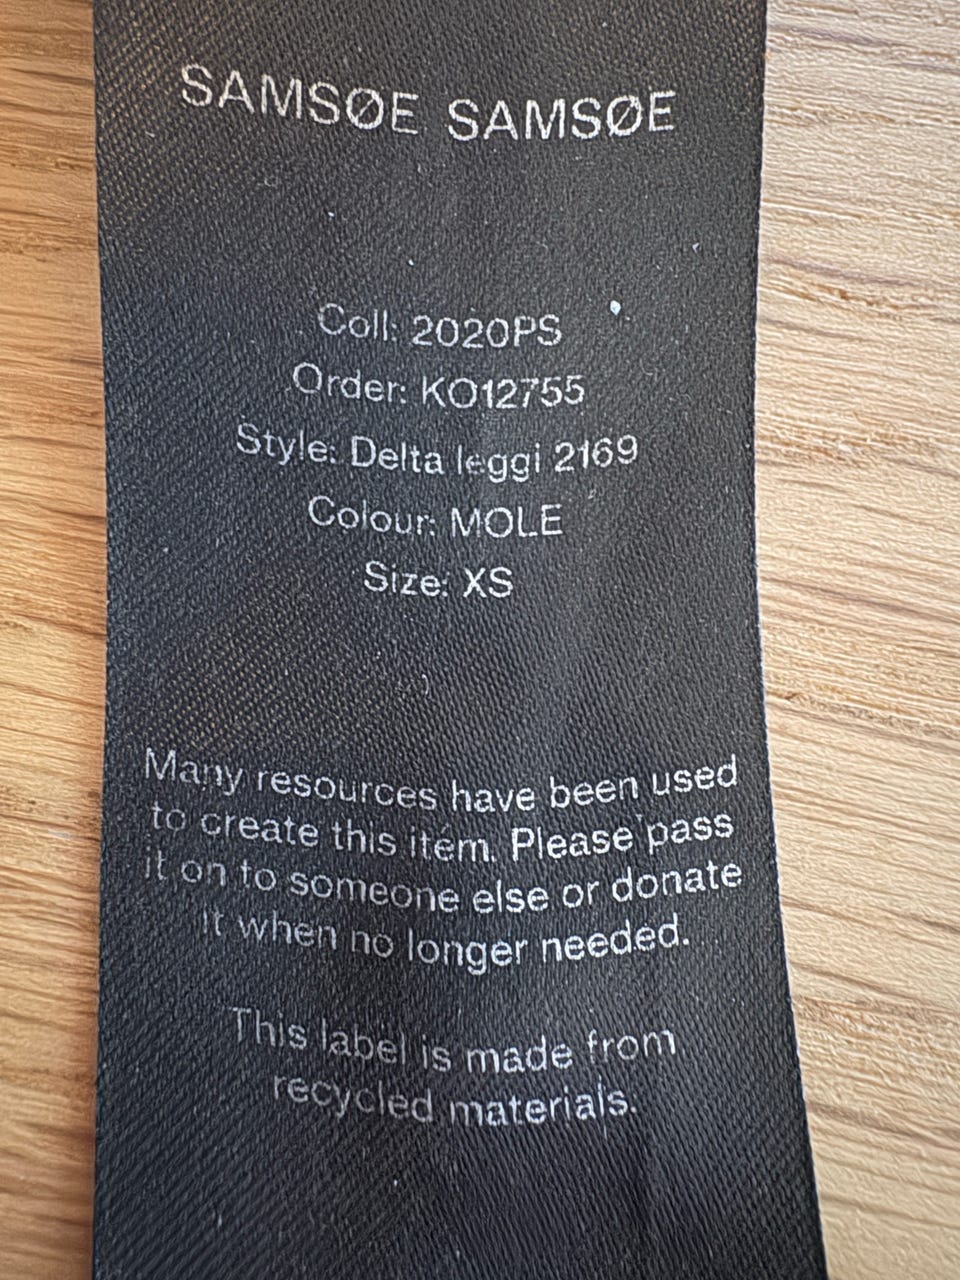 SAMSØE SAMSØE
Coll: 2020PS
Order: KO12755
Style: Delta leggi 2169
Colour: MOLE
Size: XS
Many resources have been used
to create this item. Please pass
it on to someone else or donate
it when no longer needed.
This label is made from
recycled materials.